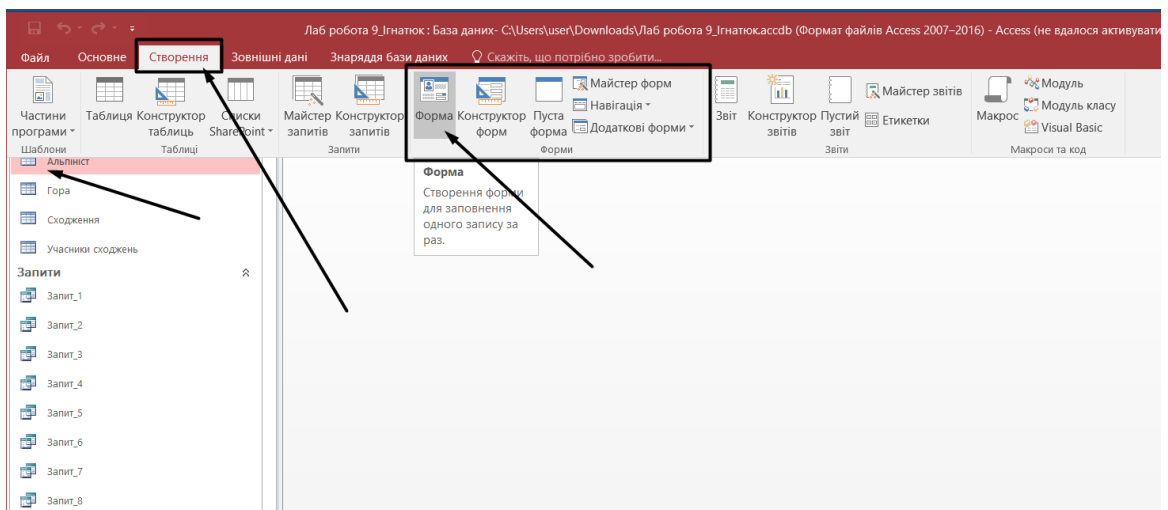 Лаб робота 9_Ігнатюк : База даних- C:\Users\user\Downloads\Лаб робота 9_Ігнатюк.accdb (Формат файлів Access 2007–2016) - Access (не вдалося активувати
Файл Основне Створення Зовнішні дані Знаряддя бази даних Скажіть, що потрібно зробити...
Частини програми
Таблиця
Конструктор таблиць
Списки SharePoint
Майстер запитів
Конструктор запитів
Форма
Конструктор форм
Пуста форма
Майстер форм
Навігація
Додаткові форми
Звіт
Конструктор звітів
Пустий звіт
Майстер звітів
Етикетки
Макрос
Модуль
Модуль класу
Visual Basic
Шаблони Таблиці Запити Форми Звіти Макроси та код
Альпініст
Гора
Сходження
Учасники сходжень
Запити
Запит_1
Запит_2
Запит_3
Запит_4
Запит_5
Запит_6
Запит_7
Запит_8
Форма
Створення форми
для заповнення
одного запису за
раз.